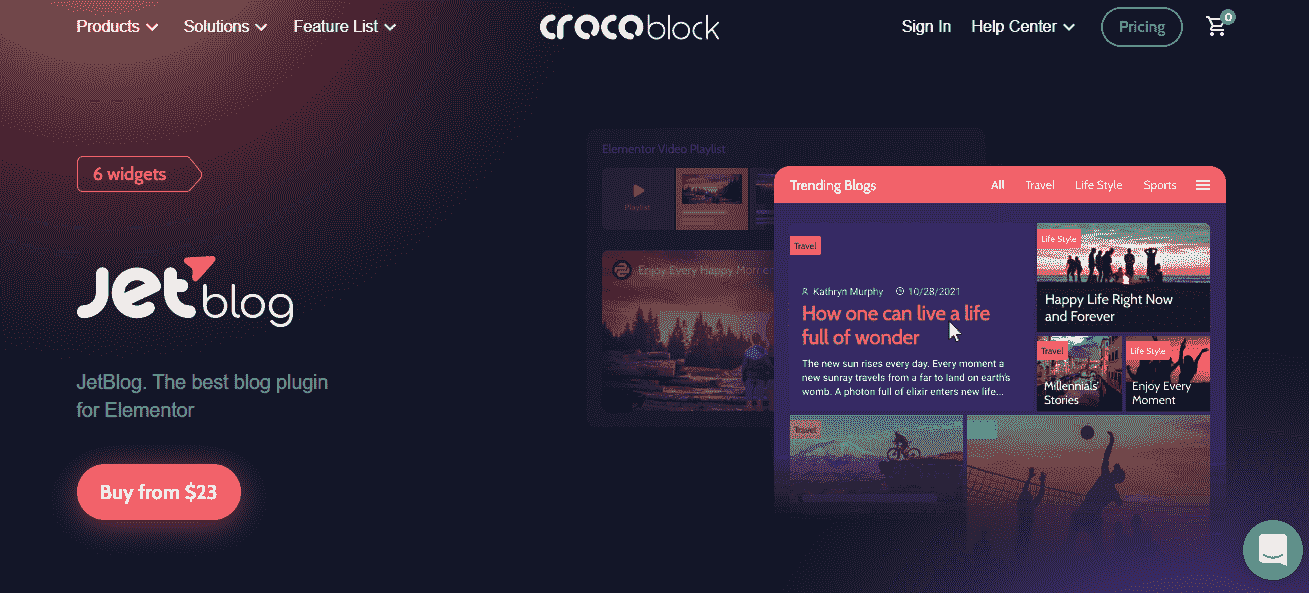 Products
Solutions
Feature List
crocoblock
Sign In
Help Center
Pricing
0
6 widgets
Jetblog
JetBlog. The best blog plugin
for Elementor
Buy from $23
Elementor Video Playlist
Playlist
Enjoy Every Happy
Trending Blogs
All
Travel
Life Style
Sports
Travel
Kathryn Murphy
10/28/2021
How one can live a life
full of wonder
The new sun rises every day. Every moment a
new sunray travels from a far to land on earth's
womb. A photon full of elixir enters new life...
Life Style
Happy Life Right Now
and Forever
Travel
Millennials'
Stories
Life Style
Enjoy Every
Moment
Travel